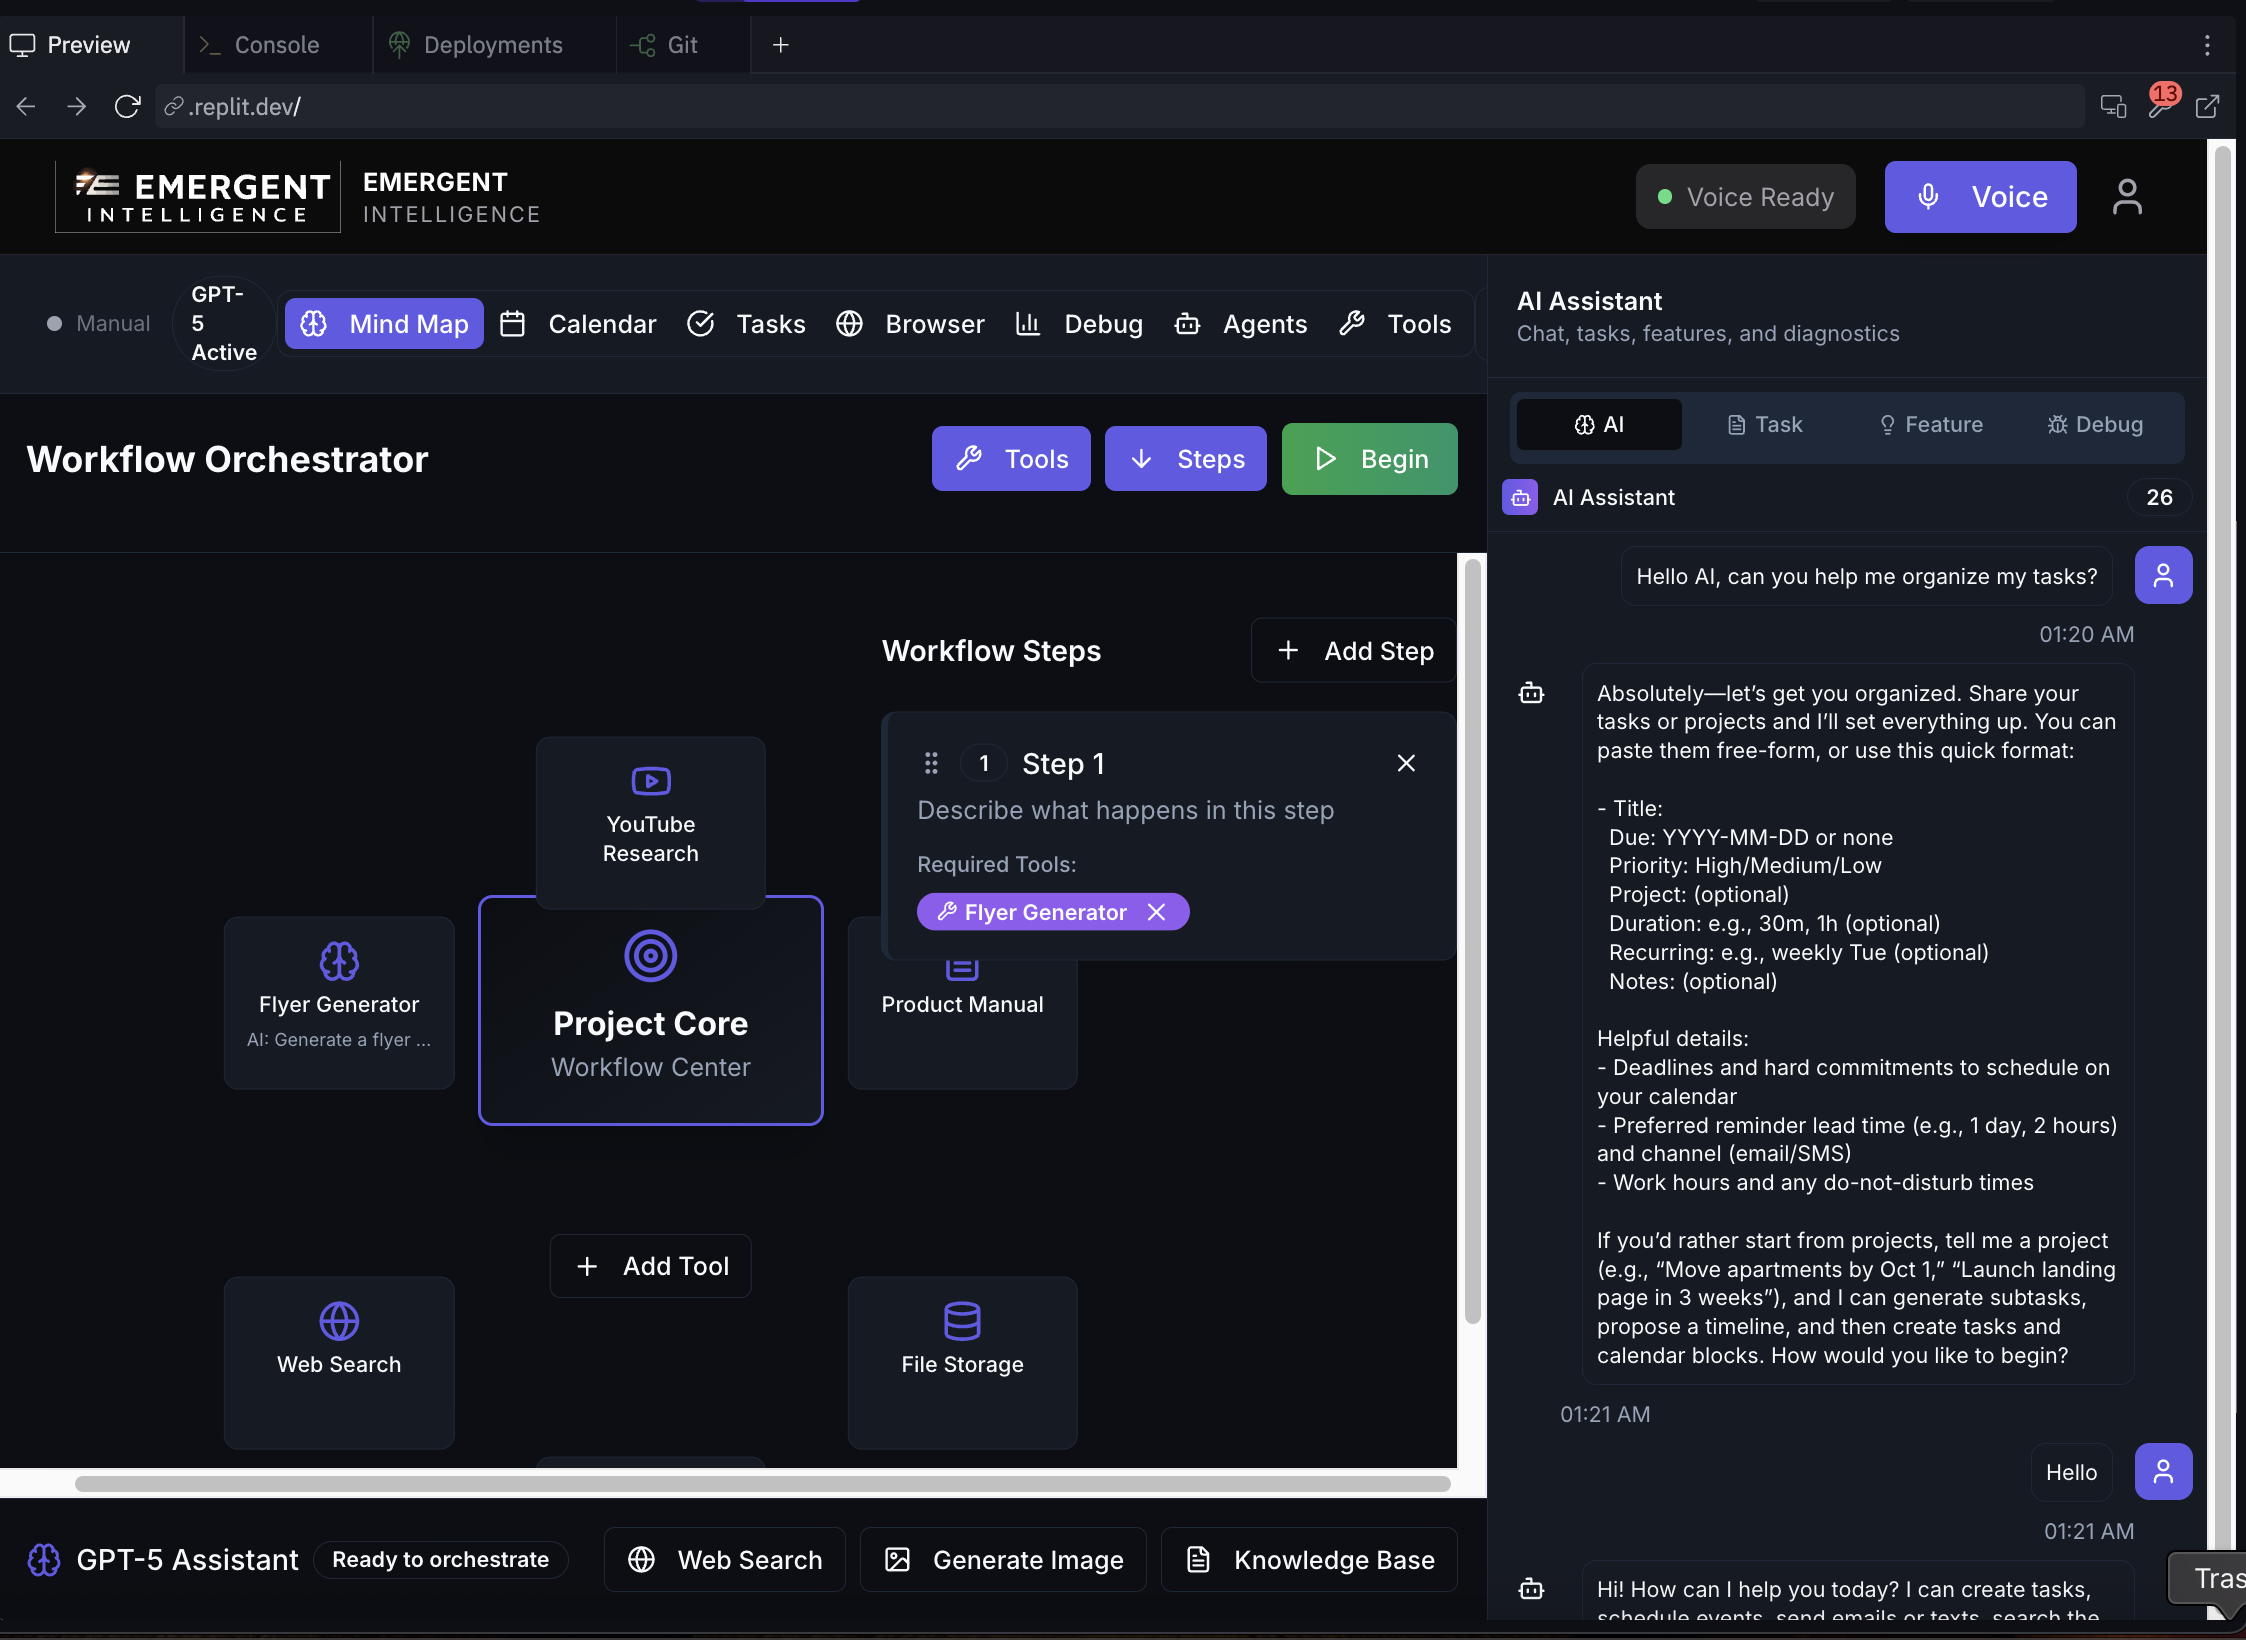 Preview
Console
Deployments
Git
.replit.dev/
13
EMERGENT
INTELLIGENCE
EMERGENT
INTELLIGENCE
Voice Ready
Voice
Manual
GPT-
5
Active
Mind Map
Calendar
Tasks
Browser
Debug
Agents
Tools
Workflow Orchestrator
Tools
Steps
Begin
Workflow Steps
Add Step
1
Step 1
Describe what happens in this step
Required Tools:
Flyer Generator
YouTube
Research
Flyer Generator
AI: Generate a flyer ...
Project Core
Workflow Center
Product Manual
Add Tool
Web Search
File Storage
GPT-5 Assistant
Ready to orchestrate
Web Search
Generate Image
Knowledge Base
AI Assistant
Chat, tasks, features, and diagnostics
AI
Task
Feature
Debug
AI Assistant
26
Hello AI, can you help me organize my tasks?
01:20 AM
Absolutely—let’s get you organized. Share your
tasks or projects and I’ll set everything up. You can
paste them free-form, or use this quick format:
- Title:
Due: YYYY-MM-DD or none
Priority: High/Medium/Low
Project: (optional)
Duration: e.g., 30m, 1h (optional)
Recurring: e.g., weekly Tue (optional)
Notes: (optional)
Helpful details:
- Deadlines and hard commitments to schedule on
your calendar
- Preferred reminder lead time (e.g., 1 day, 2 hours)
and channel (email/SMS)
- Work hours and any do-not-disturb times
If you’d rather start from projects, tell me a project
(e.g., “Move apartments by Oct 1,” “Launch landing
page in 3 weeks”), and I can generate subtasks,
propose a timeline, and then create tasks and
calendar blocks. How would you like to begin?
01:21 AM
Hello
01:21 AM
Hi! How can I help you today? I can create tasks,
schedule events, send emails or texts, search the
Tras